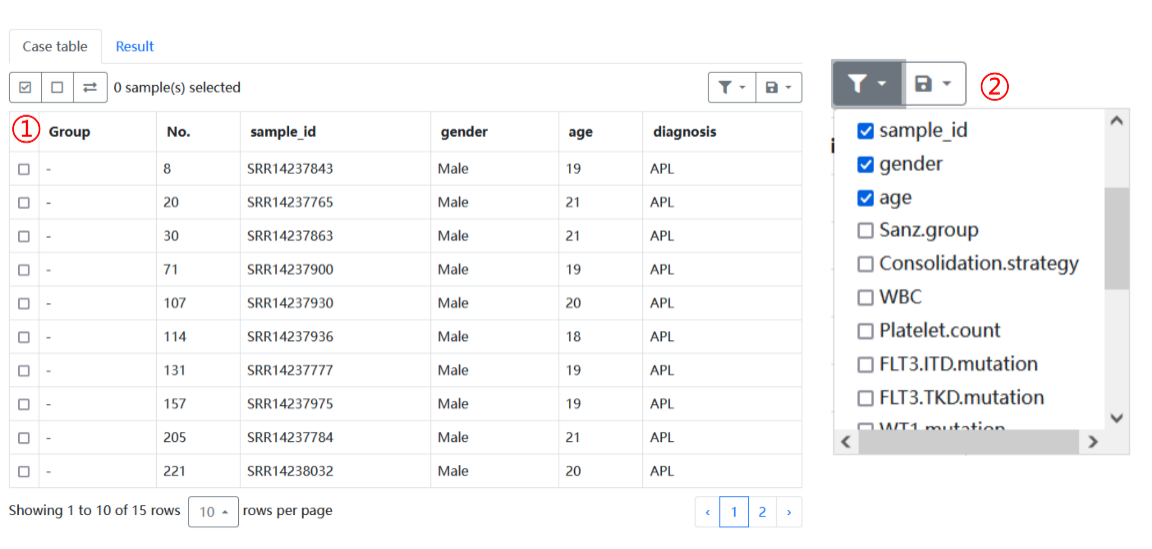 Case table Result
0 sample(s) selected
① Group No. sample_id gender age diagnosis
- 8 SRR14237843 Male 19 APL
- 20 SRR14237765 Male 21 APL
- 30 SRR14237863 Male 21 APL
- 71 SRR14237900 Male 19 APL
- 107 SRR14237930 Male 20 APL
- 114 SRR14237936 Male 18 APL
- 131 SRR14237777 Male 19 APL
- 157 SRR14237975 Male 19 APL
- 205 SRR14237784 Male 21 APL
- 221 SRR14238032 Male 20 APL
Showing 1 to 10 of 15 rows 10 rows per page ‹ 1 2 ›
②
sample_id
gender
age
Sanz.group
Consolidation.strategy
WBC
Platelet.count
FLT3.ITD.mutation
FLT3.TKD.mutation
WT1.mutation